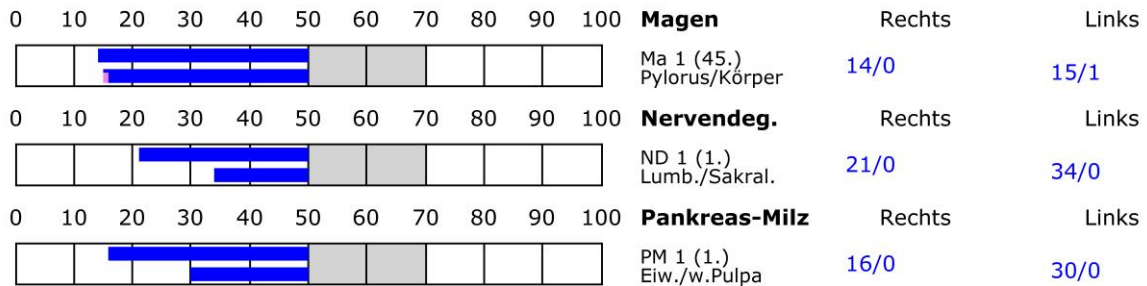 0 10 20 30 40 50 60 70 80 90 100 Magen Rechts Links
Ma 1 (45.) 14/0 15/1
Pylorus/Körper
0 10 20 30 40 50 60 70 80 90 100 Nervendeg. Rechts Links
ND 1 (1.) 21/0 34/0
Lumb./Sakral.
0 10 20 30 40 50 60 70 80 90 100 Pankreas-Milz Rechts Links
PM 1 (1.) 16/0 30/0
Eiw./w.Pulpa